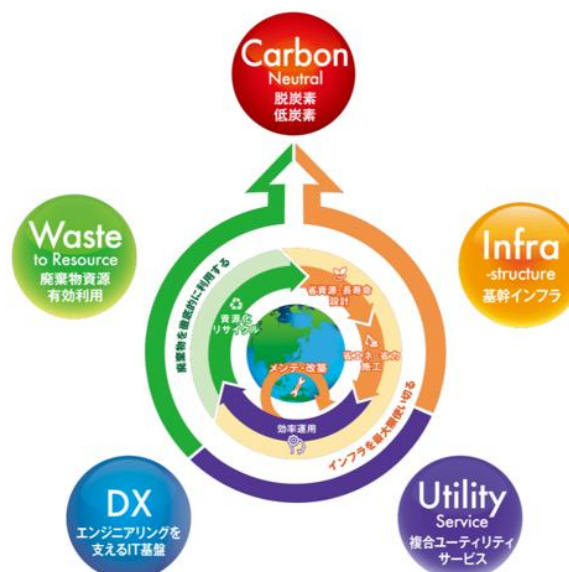 Carbon
Neutral
脱炭素
低炭素
Waste
to Resource
廃棄物資源
有効利用
Infra
-structure
基幹インフラ
廃棄物を徹底的に利用する
省資源・長寿命
設計
資源化
リサイクル
省エネ・省力
施工
メンテ・改築
効率運用
インフラを最大限使い切る
DX
エンジニアリングを
支えるIT基盤
Utility
Service
複合ユーティリティ
サービス